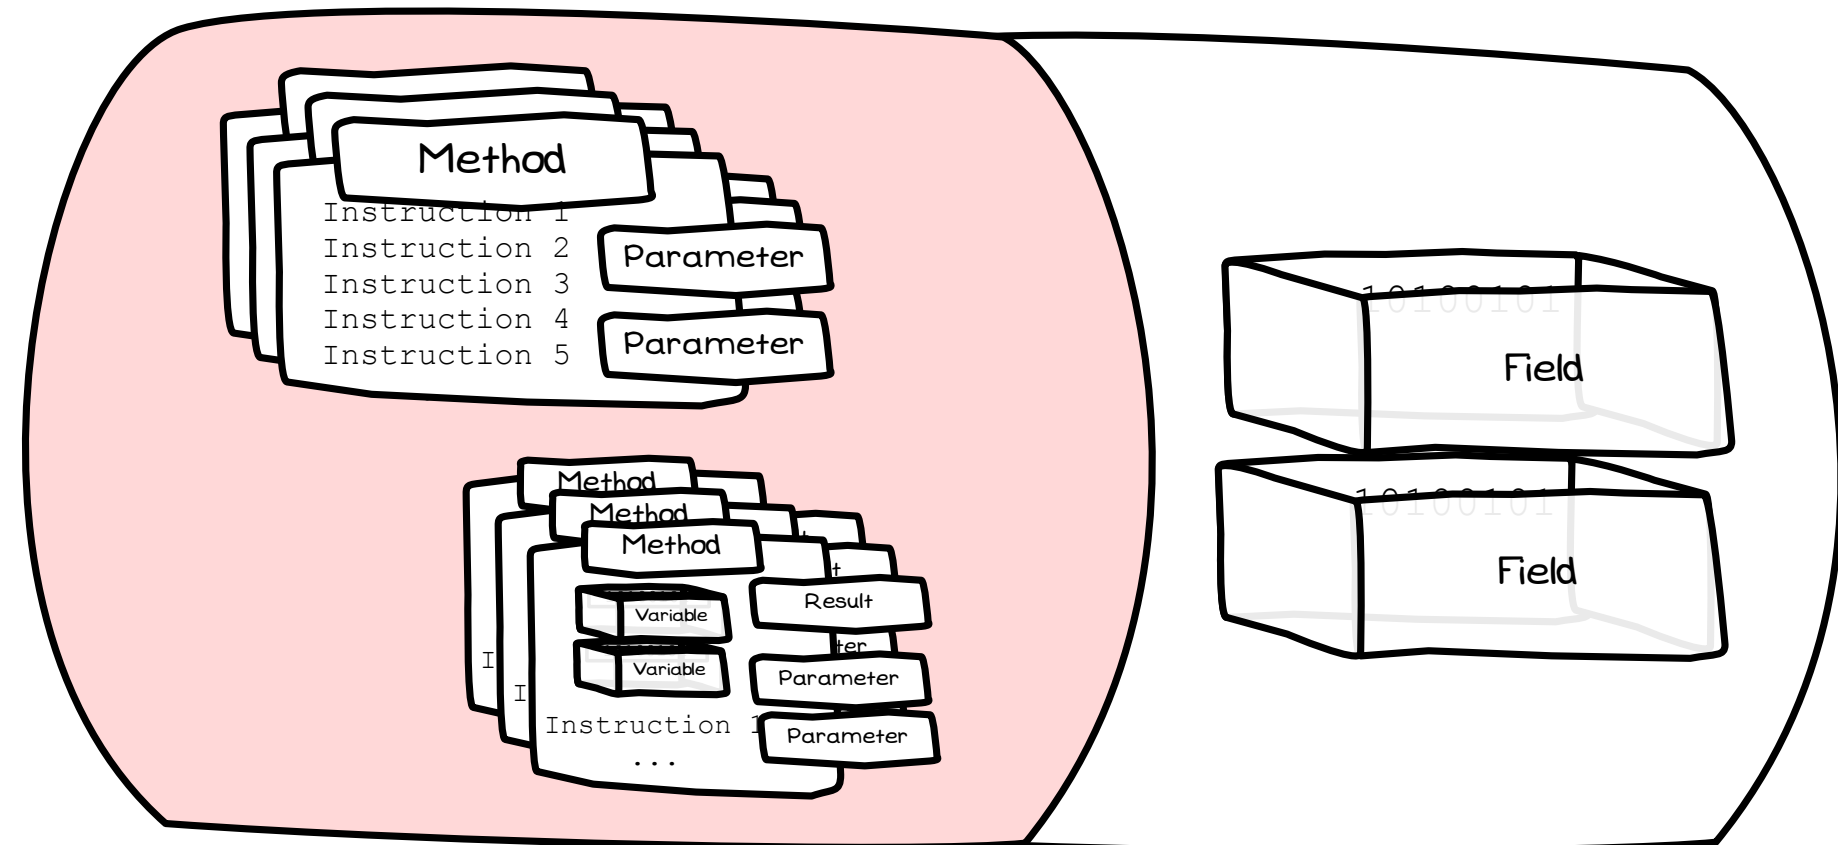 Method
Instruction 1
Instruction 2
Instruction 3
Instruction 4
Instruction 5
Parameter
Parameter
10100101
Field
10100101
Field
Method
Method
Method
t
t
Result
Variable
Variable
ter
Parameter
Parameter
I
I
Instruction 1
...